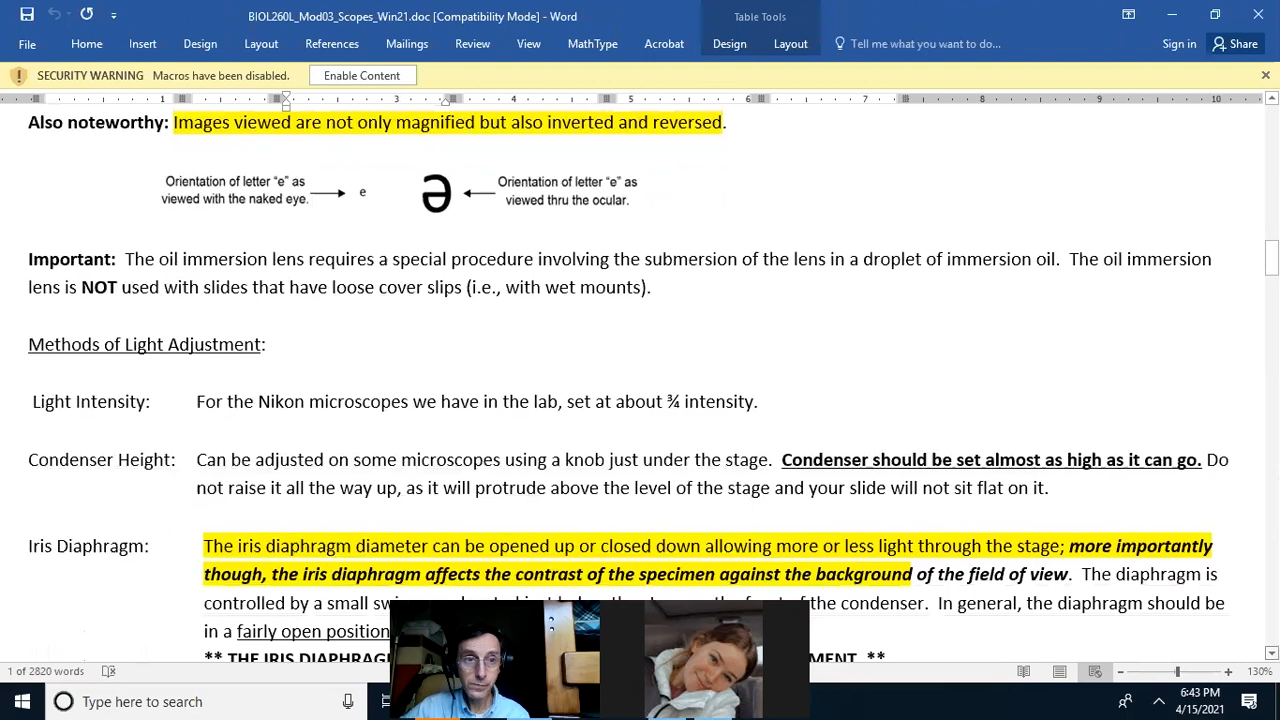 BIOL260L_Mod03_Scopes_Win21.doc [Compatibility Mode] - Word
Table Tools
File Home Insert Design Layout References Mailings Review View MathType Acrobat Design Layout Tell me what you want to do... Sign in Share
SECURITY WARNING Macros have been disabled. Enable Content
1 3 4 5 6 7 8 9 10
Also noteworthy: Images viewed are not only magnified but also inverted and reversed.
Orientation of letter “e” as
viewed with the naked eye.
e
ə
Orientation of letter “e” as
viewed thru the ocular.
Important: The oil immersion lens requires a special procedure involving the submersion of the lens in a droplet of immersion oil. The oil immersion
lens is NOT used with slides that have loose cover slips (i.e., with wet mounts).
Methods of Light Adjustment:
Light Intensity: For the Nikon microscopes we have in the lab, set at about ¾ intensity.
Condenser Height: Can be adjusted on some microscopes using a knob just under the stage. Condenser should be set almost as high as it can go. Do
not raise it all the way up, as it will protrude above the level of the stage and your slide will not sit flat on it.
Iris Diaphragm: The iris diaphragm diameter can be opened up or closed down allowing more or less light through the stage; more importantly
though, the iris diaphragm affects the contrast of the specimen against the background of the field of view. The diaphragm is
controlled by a small of the condenser. In general, the diaphragm should be
in a fairly open position
** THE IRIS **
1 of 2820 words
130%
Type here to search
6:43 PM
4/15/2021